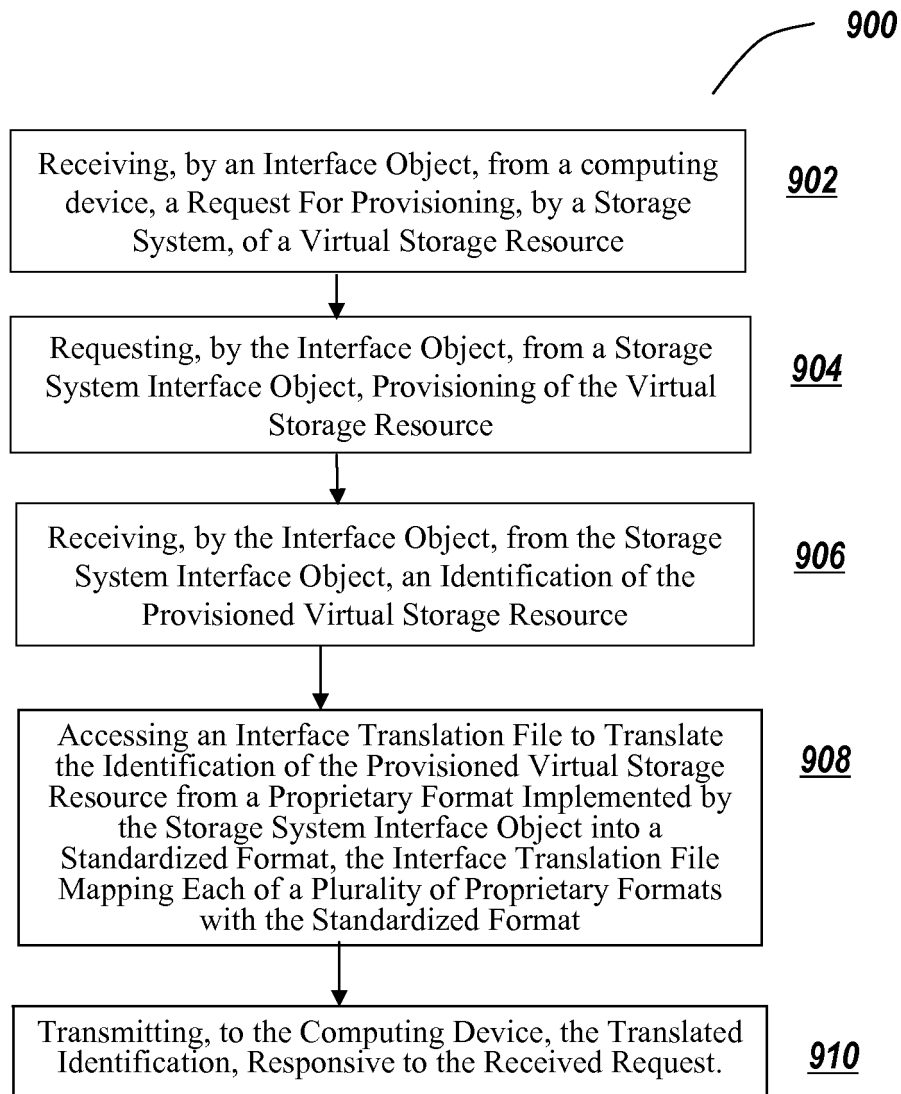 900
Receiving, by an Interface Object, from a computing
device, a Request For Provisioning, by a Storage
System, of a Virtual Storage Resource
902
Requesting, by the Interface Object, from a Storage
System Interface Object, Provisioning of the Virtual
Storage Resource
904
Receiving, by the Interface Object, from the Storage
System Interface Object, an Identification of the
Provisioned Virtual Storage Resource
906
Accessing an Interface Translation File to Translate
the Identification of the Provisioned Virtual Storage
Resource from a Proprietary Format Implemented by
the Storage System Interface Object into a
Standardized Format, the Interface Translation File
Mapping Each of a Plurality of Proprietary Formats
with the Standardized Format
908
Transmitting, to the Computing Device, the Translated
Identification, Responsive to the Received Request.
910